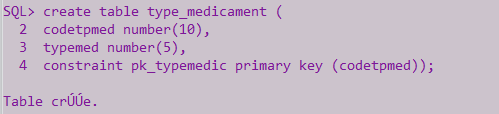 SQL> create table type_medicament (
2 codetpmed number(10),
3 typemed number(5),
4 constraint pk_typemedic primary key (codetpmed));
Table crÚÚe.